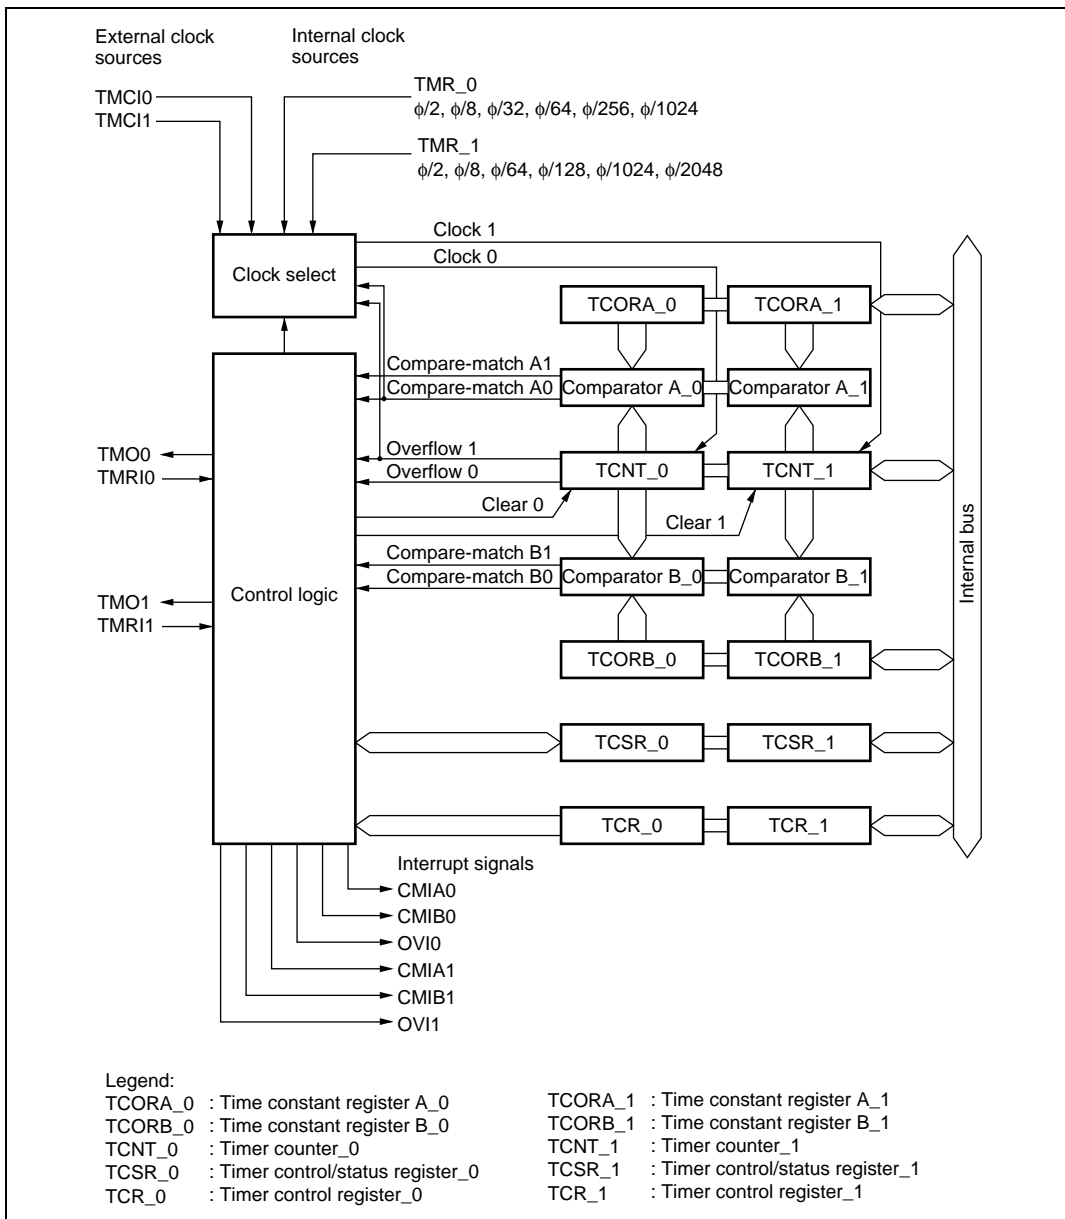 External clock
sources
Internal clock
sources
TMCI0
TMCI1
TMR_0
ϕ/2, ϕ/8, ϕ/32, ϕ/64, ϕ/256, ϕ/1024
TMR_1
ϕ/2, ϕ/8, ϕ/64, ϕ/128, ϕ/1024, ϕ/2048
Clock 1
Clock 0
Clock select
TCORA_0
TCORA_1
Compare-match A1
Compare-match A0
Comparator A_0
Comparator A_1
TMO0
TMRI0
Overflow 1
Overflow 0
TCNT_0
TCNT_1
Clear 0
Clear 1
Internal bus
Compare-match B1
Compare-match B0
Comparator B_0
Comparator B_1
Control logic
TMO1
TMRI1
TCORB_0
TCORB_1
TCSR_0
TCSR_1
TCR_0
TCR_1
Interrupt signals
CMIA0
CMIB0
OVI0
CMIA1
CMIB1
OVI1
Legend:
TCORA_0 : Time constant register A_0
TCORB_0 : Time constant register B_0
TCNT_0 : Timer counter_0
TCSR_0 : Timer control/status register_0
TCR_0 : Timer control register_0
TCORA_1 : Time constant register A_1
TCORB_1 : Time constant register B_1
TCNT_1 : Timer counter_1
TCSR_1 : Timer control/status register_1
TCR_1 : Timer control register_1